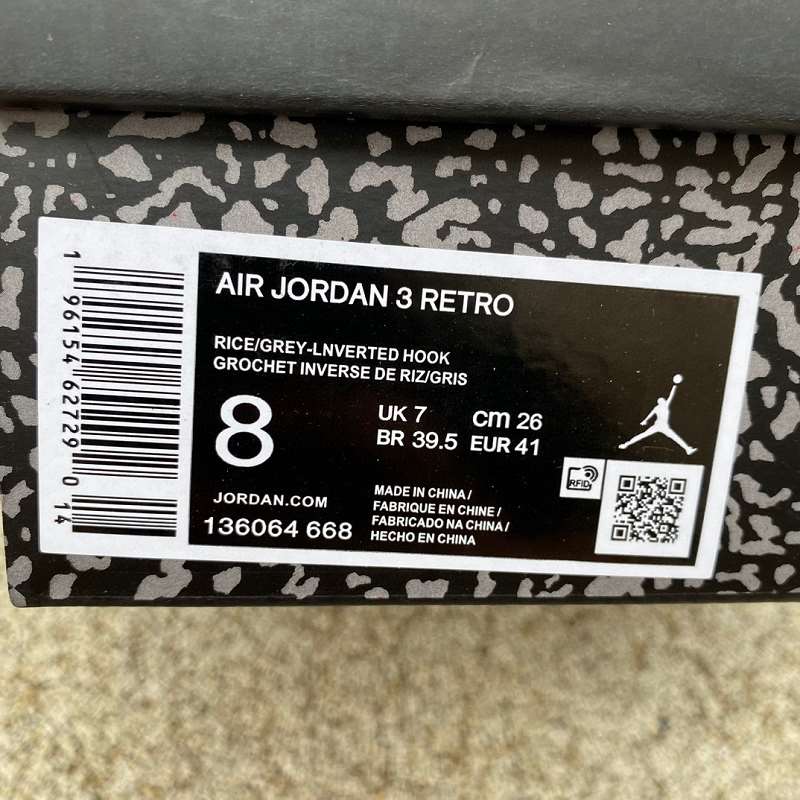 AIR JORDAN 3 RETRO
RICE/GREY-LNVERTED HOOK
GROCHET INVERSE DE RIZ/GRIS
8
UK 7 cm 26
BR 39.5 EUR 41
JORDAN.COM
136064 668
MADE IN CHINA /
FABRIQUE EN CHINE /
FABRICADO NA CHINA /
HECHO EN CHINA
RFID
1 96154 62729 0 14